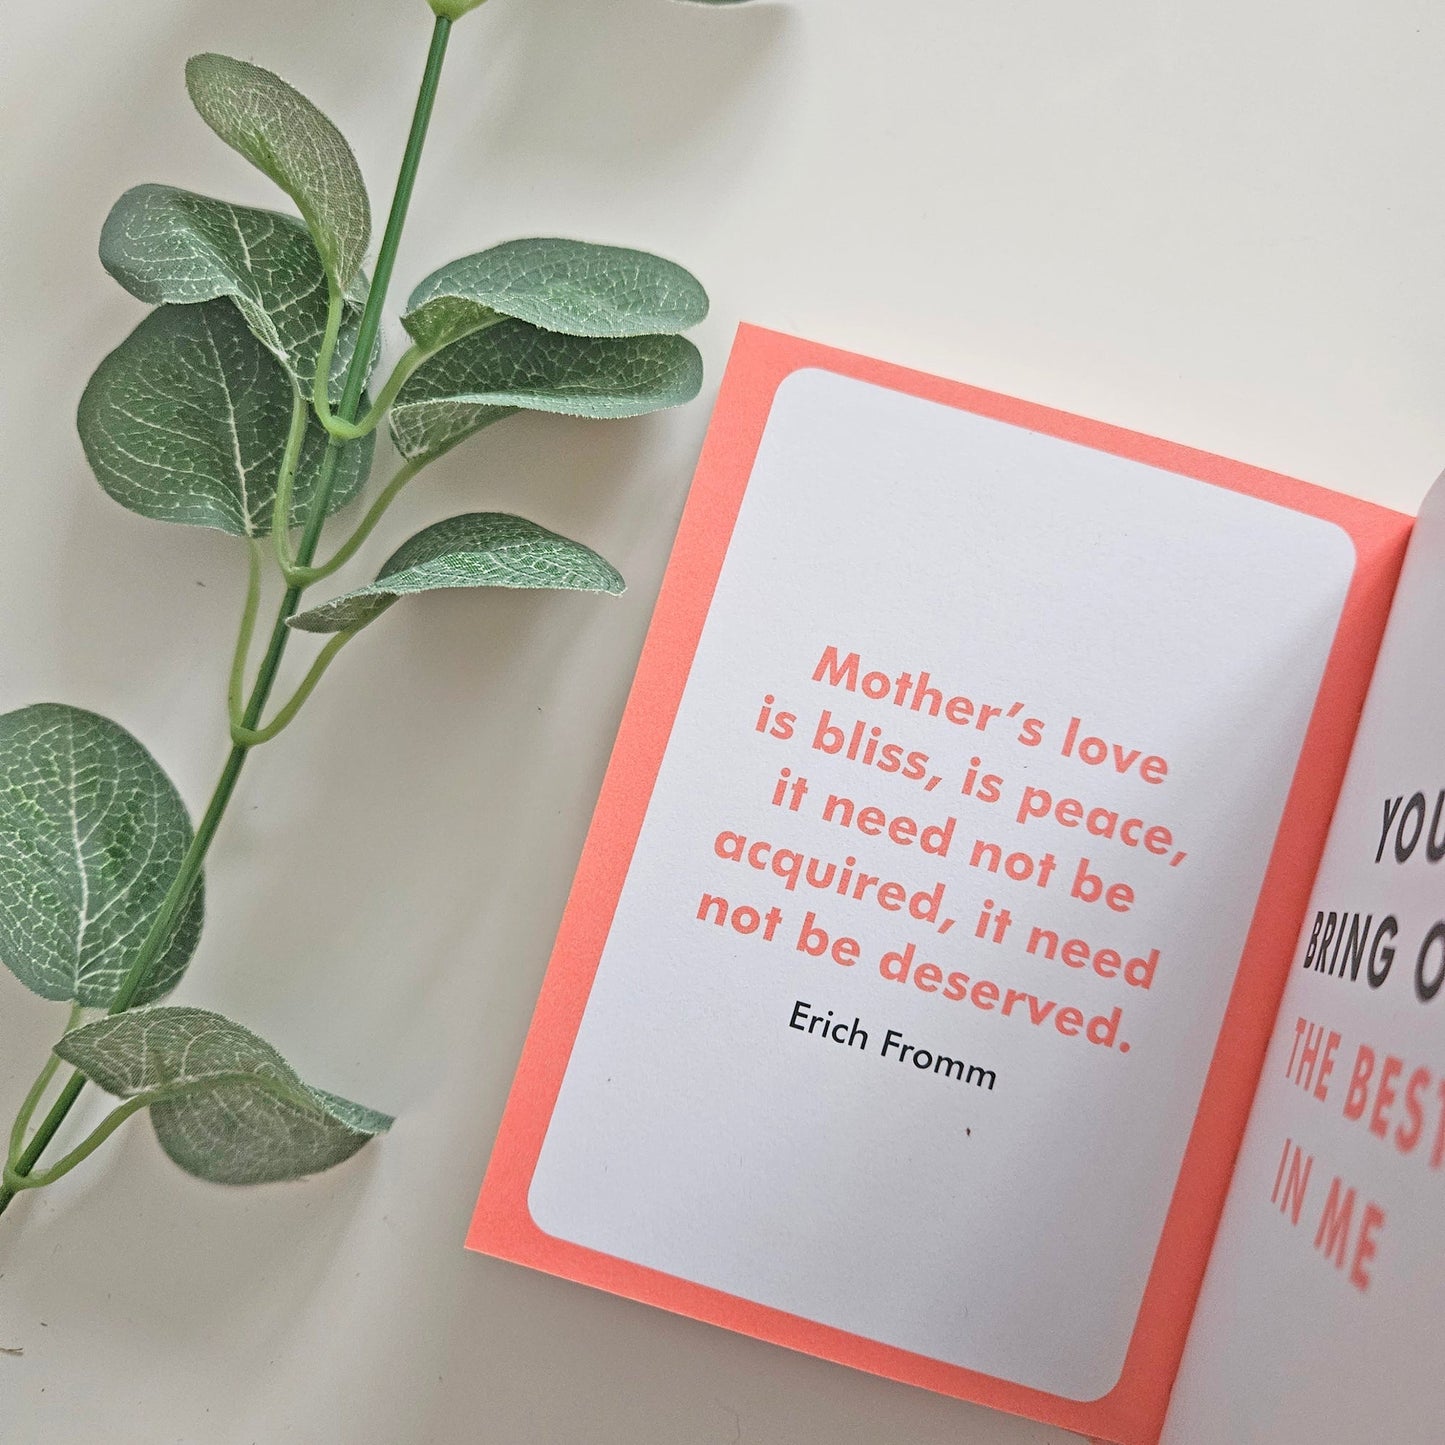 Mother's love
is bliss, is peace,
it need not be
acquired, it need
not be deserved.
Erich Fromm
YOU
BRING O
THE BEST
IN ME